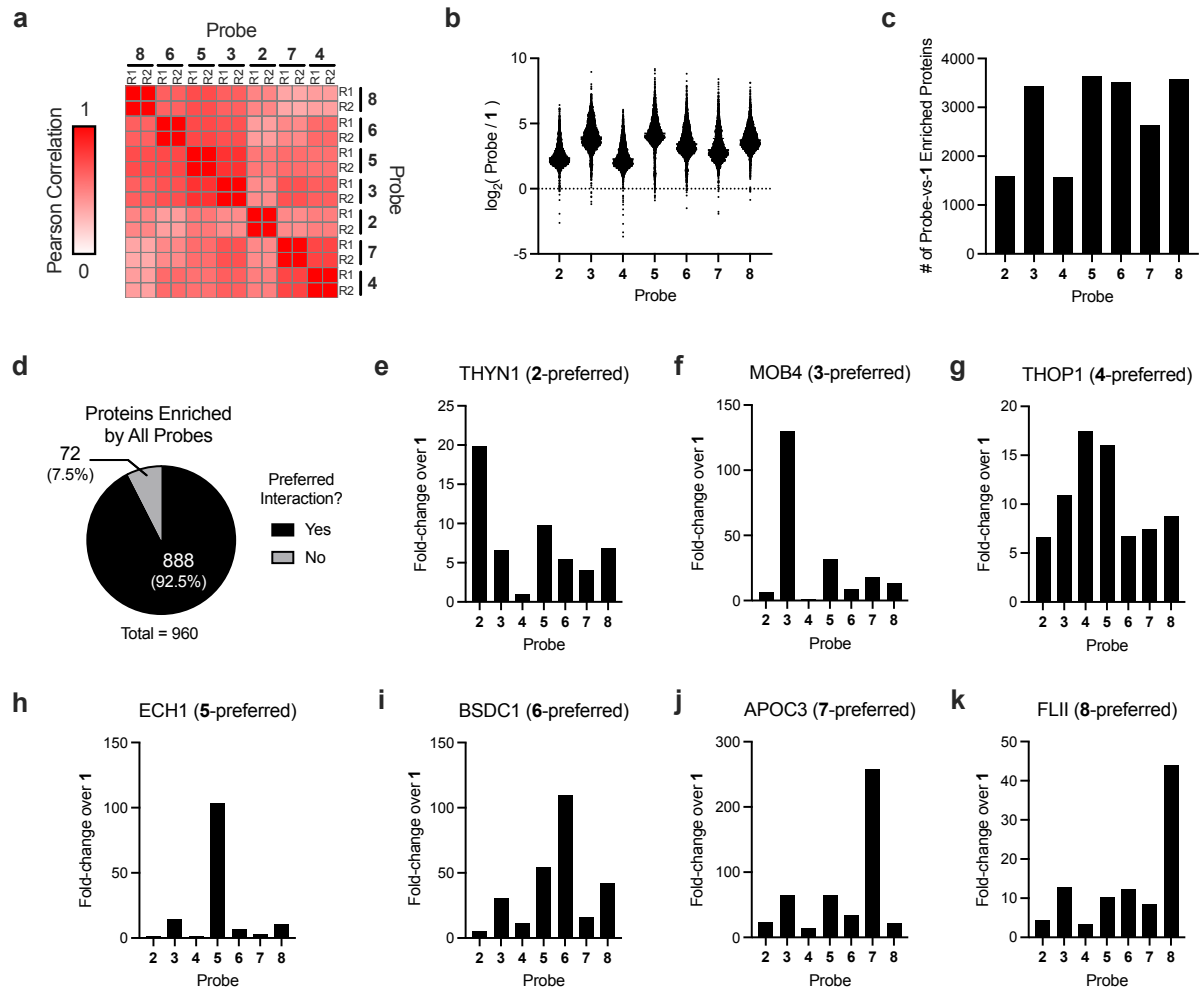 a
Probe
8 6 5 3 2 7 4
R1 R2 R1 R2 R1 R2 R1 R2 R1 R2 R1 R2 R1 R2
R1
R2
8
R1
R2
6
R1
R2
5
R1
R2
3
R1
R2
2
R1
R2
7
R1
R2
4
Probe
1
Pearson Correlation
0
b
10
5
0
-5
log2( Probe / 1 )
2 3 4 5 6 7 8
Probe
c
4000
3000
2000
1000
0
# of Probe-vs-1 Enriched Proteins
2 3 4 5 6 7 8
Probe
d
Proteins Enriched
by All Probes
72
(7.5%)
888
(92.5%)
Total = 960
Preferred
Interaction?
Yes
No
e
THYN1 (2-preferred)
25
20
15
10
5
0
Fold-change over 1
2 3 4 5 6 7 8
Probe
f
MOB4 (3-preferred)
150
100
50
0
Fold-change over 1
2 3 4 5 6 7 8
Probe
g
THOP1 (4-preferred)
20
15
10
5
0
Fold-change over 1
2 3 4 5 6 7 8
Probe
h
ECH1 (5-preferred)
150
100
50
0
Fold-change over 1
2 3 4 5 6 7 8
Probe
i
BSDC1 (6-preferred)
150
100
50
0
Fold-change over 1
2 3 4 5 6 7 8
Probe
j
APOC3 (7-preferred)
300
200
100
0
Fold-change over 1
2 3 4 5 6 7 8
Probe
k
FLII (8-preferred)
50
40
30
20
10
0
Fold-change over 1
2 3 4 5 6 7 8
Probe